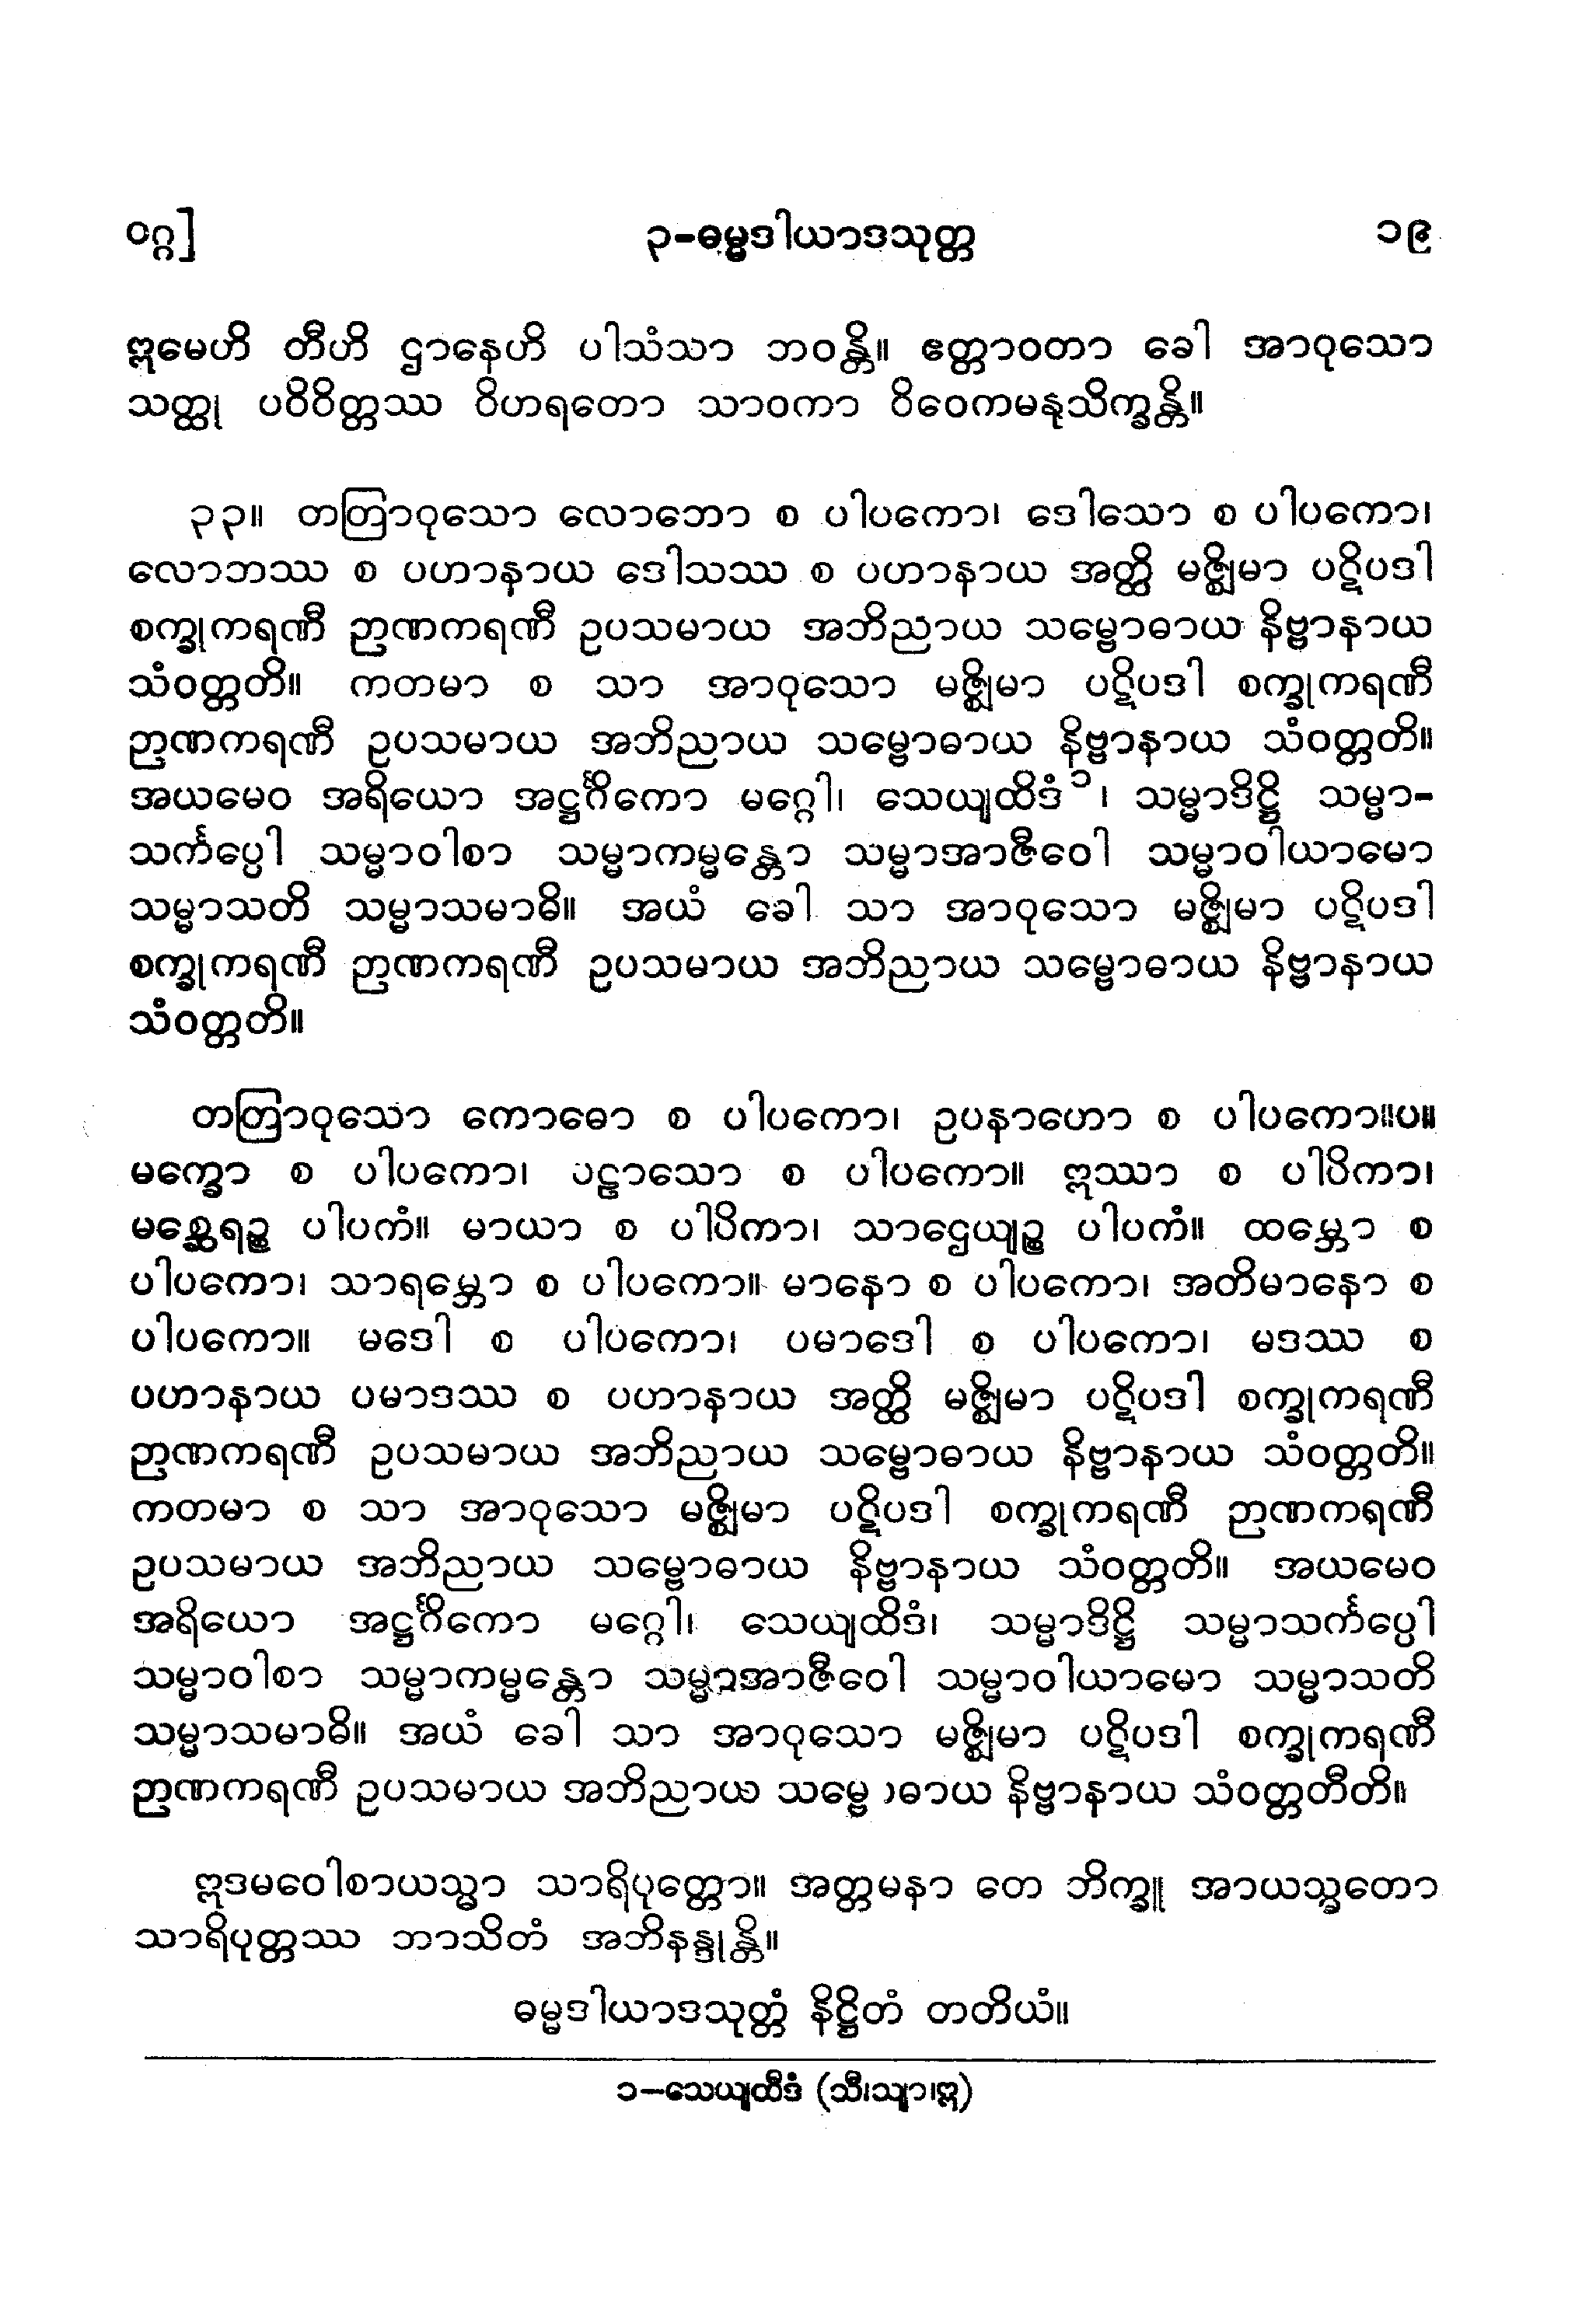 ဝဂ္ဂ]
၃-ဓမ္မဒါယာဒသုတ္တ
၁၉
ဣမေဟိ တီဟိ ဌာနေဟိ ပါသံသာ ဘဝန္တိ။ ဧတ္တာဝတာ ခေါ အာဝုသော
သတ္ထု ပဝိဝိတ္တဿ ဝိဟရတော သာဝကာ ဝိဝေကမနုသိက္ခန္တိ။
၃၃။ တတြာဝုသော လောဘော စ ပါပကော၊ ဒေါသော စ ပါပကော၊
လောဘဿ စ ပဟာနာယ ဒေါသဿ စ ပဟာနာယ အတ္ထိ မဇ္ဈိမာ ပဋိပဒါ
စက္ခုကရဏီ ဉာဏကရဏီ ဥပသမာယ အဘိညာယ သမ္ဗောဓာယ နိဗ္ဗာနာယ
သံဝတ္တတိ။ ကတမာ စ သာ အာဝုသော မဇ္ဈိမာ ပဋိပဒါ စက္ခုကရဏီ
ဉာဏကရဏီ ဥပသမာယ အဘိညာယ သမ္ဗောဓာယ နိဗ္ဗာနာယ သံဝတ္တတိ။
အယမေဝ အရိယော အဋ္ဌင်္ဂိကော မဂ္ဂေါ၊ သေယျထိဒံ၁၊ သမ္မာဒိဋ္ဌိ သမ္မာ-
သင်္ကပ္ပေါ သမ္မာဝါစာ သမ္မာကမ္မန္တော သမ္မာအာဇီဝေါ သမ္မာဝါယာမော
သမ္မာသတိ သမ္မာသမာဓိ။ အယံ ခေါ သာ အာဝုသော မဇ္ဈိမာ ပဋိပဒါ
စက္ခုကရဏီ ဉာဏကရဏီ ဥပသမာယ အဘိညာယ သမ္ဗောဓာယ နိဗ္ဗာနာယ
သံဝတ္တတိ။
တတြာဝုသော ကောဓော စ ပါပကော၊ ဥပနာဟော စ ပါပကော။ပ။
မက္ခော စ ပါပကော၊ ပဠာသော စ ပါပကော။ ဣဿာ စ ပါပိကာ၊
မစ္ဆေရဉ္စ ပါပကံ။ မာယာ စ ပါပိကာ၊ သာဌေယျဉ္စ ပါပကံ။ ထမ္ဘော စ
ပါပကော၊ သာရမ္ဘော စ ပါပကော။ မာနော စ ပါပကော၊ အတိမာနော စ
ပါပကော။ မဒေါ စ ပါပကော၊ ပမာဒေါ စ ပါပကော၊ မဒဿ စ
ပဟာနာယ ပမာဒဿ စ ပဟာနာယ အတ္ထိ မဇ္ဈိမာ ပဋိပဒါ စက္ခုကရဏီ
ဉာဏကရဏီ ဥပသမာယ အဘိညာယ သမ္ဗောဓာယ နိဗ္ဗာနာယ သံဝတ္တတိ။
ကတမာ စ သာ အာဝုသော မဇ္ဈိမာ ပဋိပဒါ စက္ခုကရဏီ ဉာဏကရဏီ
ဥပသမာယ အဘိညာယ သမ္ဗောဓာယ နိဗ္ဗာနာယ သံဝတ္တတိ။ အယမေဝ
အရိယော အဋ္ဌင်္ဂိကော မဂ္ဂေါ၊ သေယျထိဒံ၊ သမ္မာဒိဋ္ဌိ သမ္မာသင်္ကပ္ပေါ
သမ္မာဝါစာ သမ္မာကမ္မန္တော သမ္မာအာဇီဝေါ သမ္မာဝါယာမော သမ္မာသတိ
သမ္မာသမာဓိ။ အယံ ခေါ သာ အာဝုသော မဇ္ဈိမာ ပဋိပဒါ စက္ခုကရဏီ
ဉာဏကရဏီ ဥပသမာယ အဘိညာယ သမ္ဗောဓာယ နိဗ္ဗာနာယ သံဝတ္တတီတိ။
ဣဒမဝေါစာယသ္မာ သာရိပုတ္တော။ အတ္တမနာ တေ ဘိက္ခူ အာယသ္မတော
သာရိပုတ္တဿ ဘာသိတံ အဘိနန္ဒုန္တိ။
ဓမ္မဒါယာဒသုတ္တံ နိဋ္ဌိတံ တတိယံ။
၁-သေယျထီဒံ (သီ၊သျာ၊ဣ)